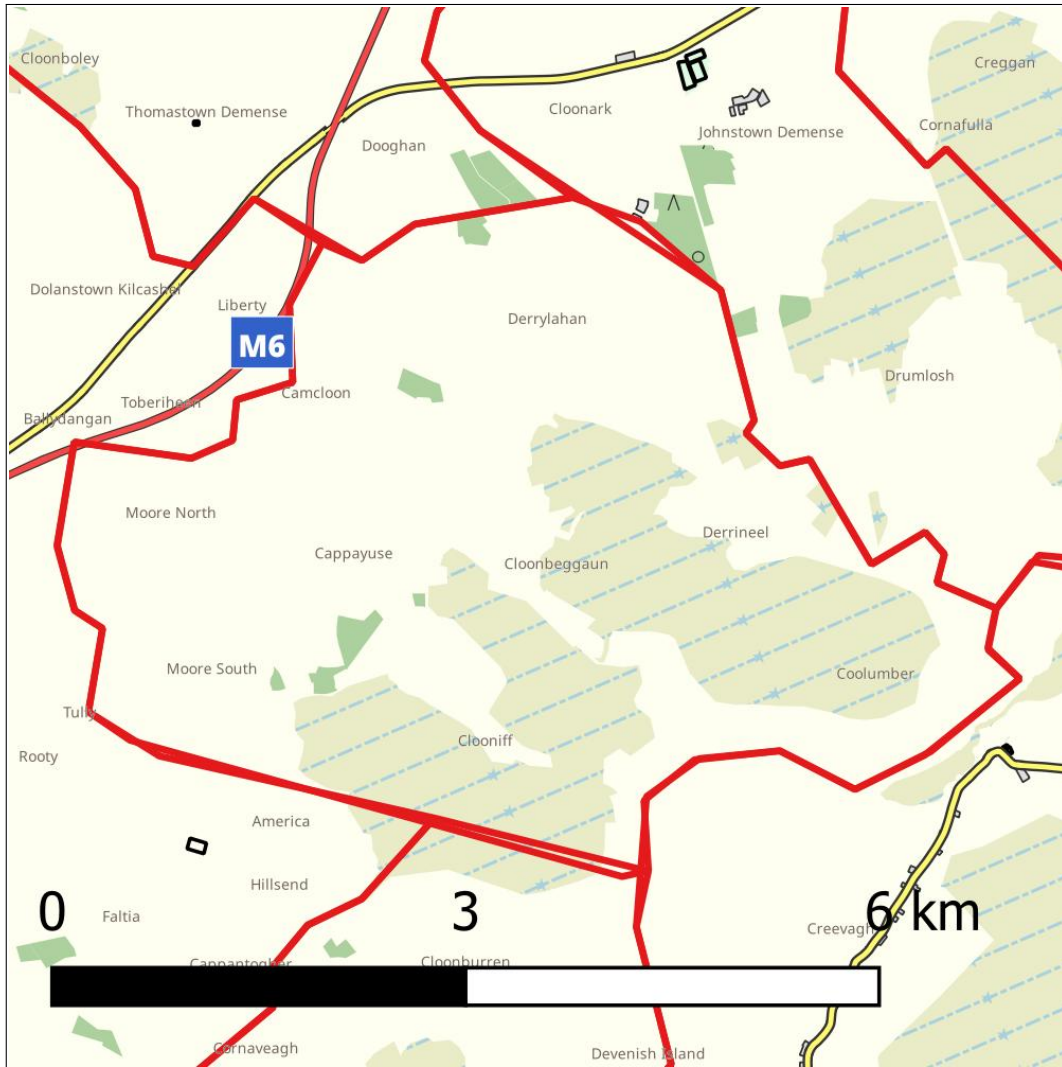 Cloonboley
Creggan
Thomastown Demense
Cloonark
Johnstown Demense
Cornafulla
Dooghan
Dolanstown Kilcashel
Liberty
Derrylahan
M6
Drumlosh
Camcloon
Toberiheen
Ballydangan
Moore North
Derrineel
Cappayuse
Cloonbeggaun
Moore South
Coolumber
Tully
Clooniff
Rooty
America
Hillsend
0
3
6 km
Faltia
Creevagh
Cappantoghar
Cloonburren
Cornaveagh
Devenish Island